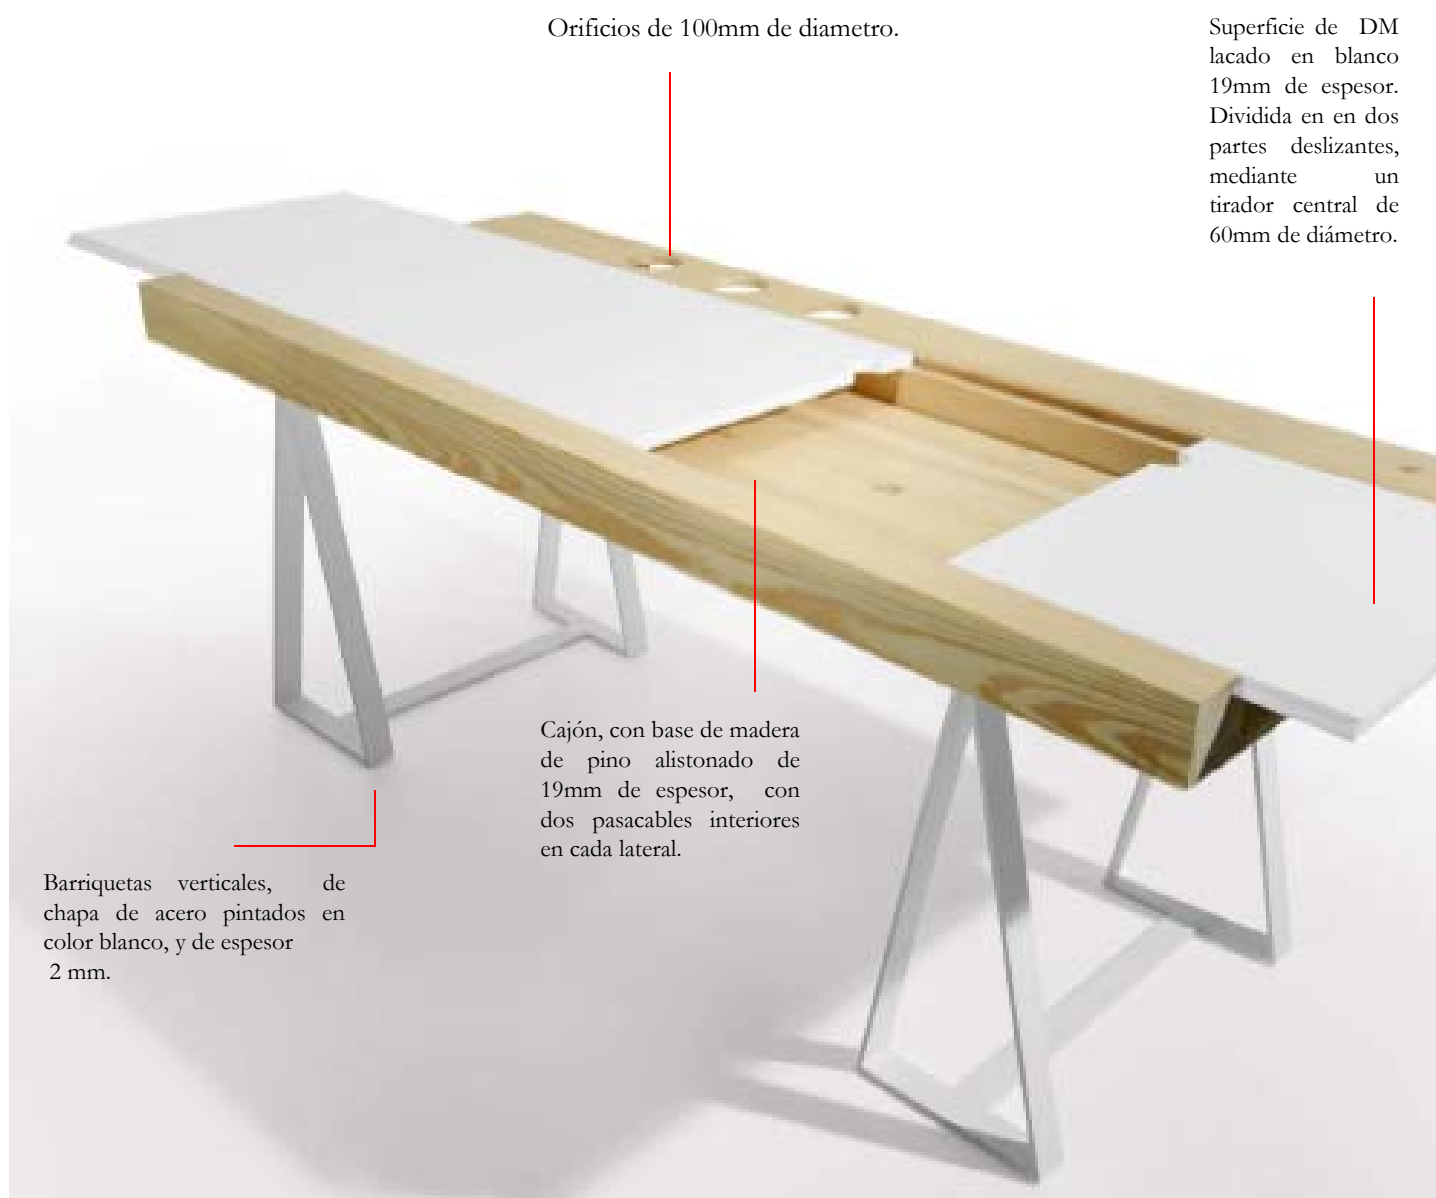 Orificios de 100mm de diametro.
Superficie de DM
lacado en blanco
19mm de espesor.
Dividida en en dos
partes deslizantes,
mediante un
tirador central de
60mm de diámetro.
Cajón, con base de madera
de pino alistonado de
19mm de espesor, con
dos pasacables interiores
en cada lateral.
Barriquetas verticales, de
chapa de acero pintados en
color blanco, y de espesor
2 mm.